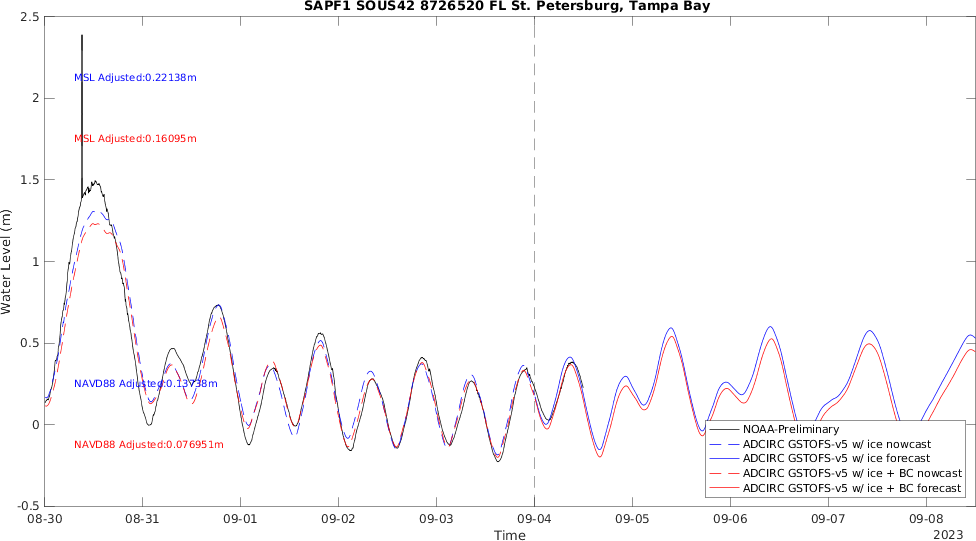 SAPF1 SOUS42 8726520 FL St. Petersburg, Tampa Bay
2.5
2
1.5
1
0.5
0
-0.5
Water Level (m)
MSL Adjusted:0.22138m
MSL Adjusted:0.16095m
NAVD88 Adjusted:0.13738m
NAVD88 Adjusted:0.076951m
NOAA-Preliminary
ADCIRC GSTOFS-v5 w/ ice nowcast
ADCIRC GSTOFS-v5 w/ ice forecast
ADCIRC GSTOFS-v5 w/ ice + BC nowcast
ADCIRC GSTOFS-v5 w/ ice + BC forecast
08-30 08-31 09-01 09-02 09-03 09-04 09-05 09-06 09-07 09-08
Time
2023